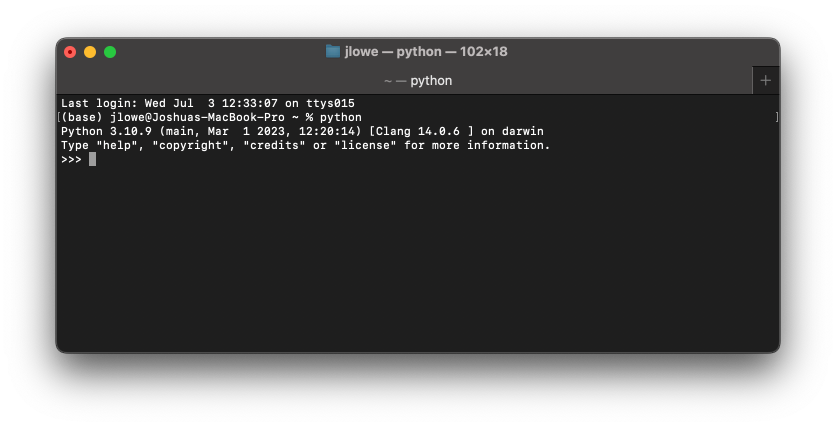 jlowe — python — 102×18
~ — python
+
Last login: Wed Jul  3 12:33:07 on ttys015
[(base) jlowe@Joshuas-MacBook-Pro ~ % python ]
Python 3.10.9 (main, Mar  1 2023, 12:20:14) [Clang 14.0.6 ] on darwin
Type "help", "copyright", "credits" or "license" for more information.
>>>